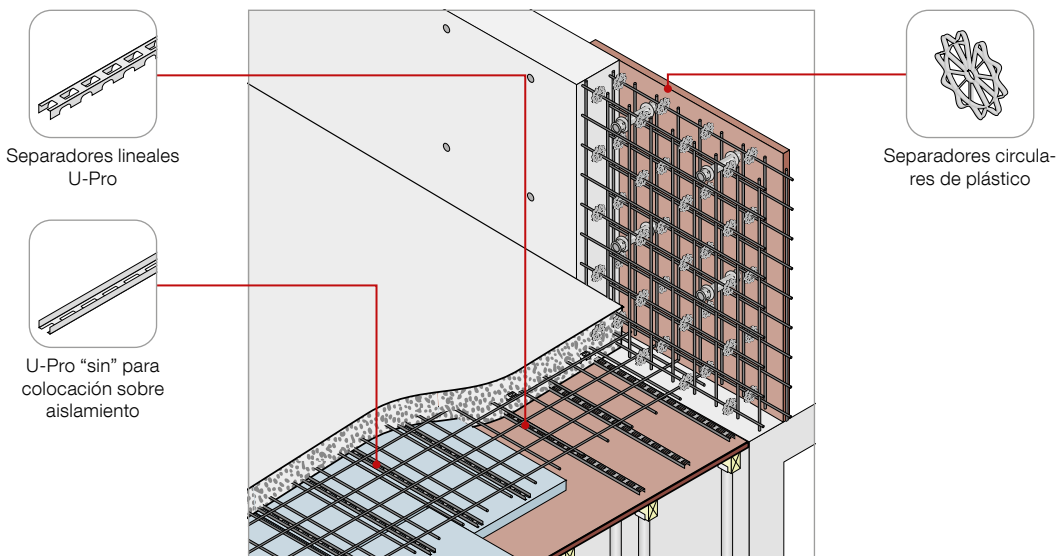 Separadores lineales
U-Pro
U-Pro “sin” para
colocación sobre
aislamiento
Separadores circula-
res de plástico